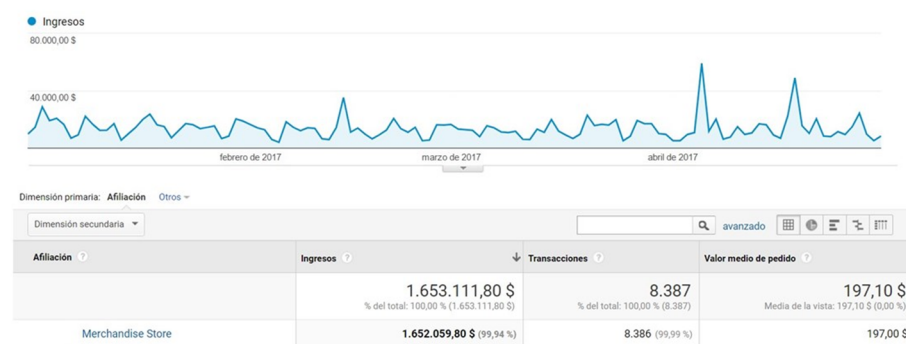 Ingresos
80.000,00 $
40.000,00 $
febrero de 2017 marzo de 2017 abril de 2017
Dimensión primaria: Afiliación Otros
Dimensión secundaria avanzado
Afiliación ? Ingresos ? Transacciones ? Valor medio de pedido ?
1.653.111,80 $ 8.387 197,10 $
% del total: 100,00 % (1.653.111,80 $) % del total: 100,00 % (8.387) Media de la vista: 197,10 $ (0,00 %)
Merchandise Store 1.652.059,80 $ (99,94 %) 8.386 (99,99 %) 197,00 $